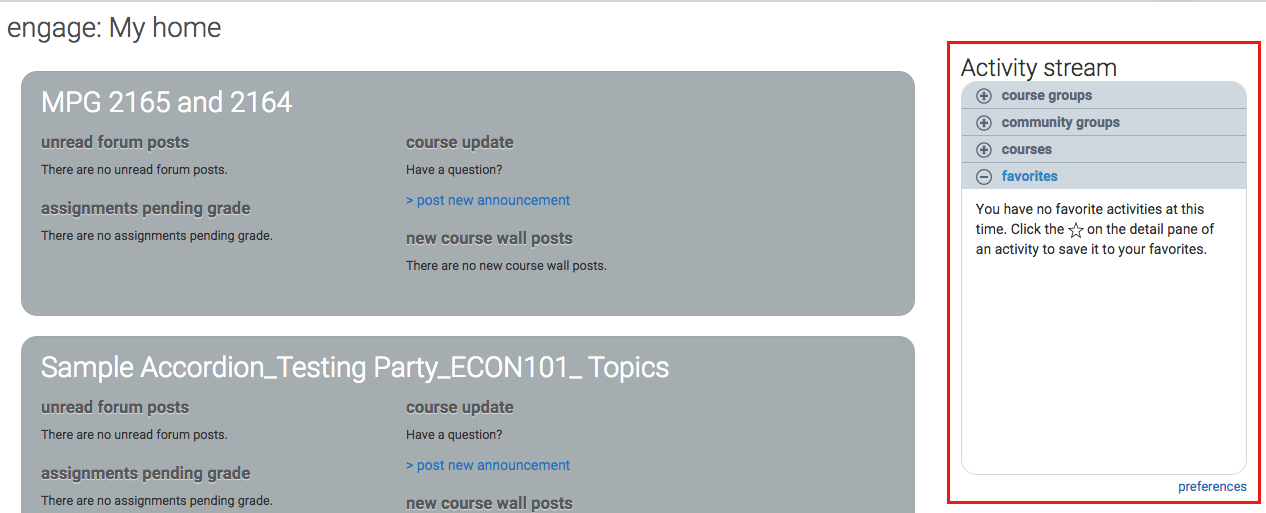 engage: My home
MPG 2165 and 2164
unread forum posts
There are no unread forum posts.
assignments pending grade
There are no assignments pending grade.
course update
Have a question?
> post new announcement
new course wall posts
There are no new course wall posts.
Sample Accordion_Testing Party_ECON101_ Topics
unread forum posts
There are no unread forum posts.
assignments pending grade
There are no assignments pending grade.
course update
Have a question?
> post new announcement
new course wall posts
Activity stream
course groups
community groups
courses
favorites
You have no favorite activities at this
time. Click the ☆ on the detail pane of
an activity to save it to your favorites.
preferences